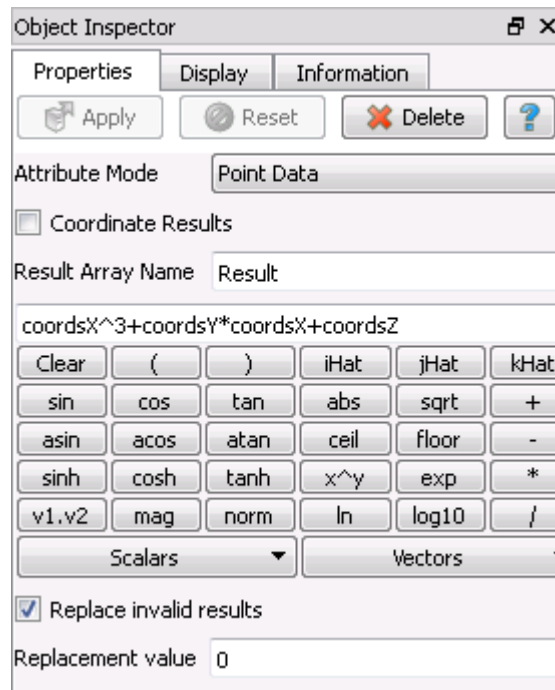 Object Inspector
Properties Display Information
Apply Reset Delete ?
Attribute Mode Point Data
Coordinate Results
Result Array Name Result
coordsX^3+coordsY*coordsX+coordsZ
Clear ( ) iHat jHat kHat
sin cos tan abs sqrt +
asin acos atan ceil floor -
sinh cosh tanh x^y exp *
v1.v2 mag norm ln log10 /
Scalars Vectors
Replace invalid results
Replacement value 0